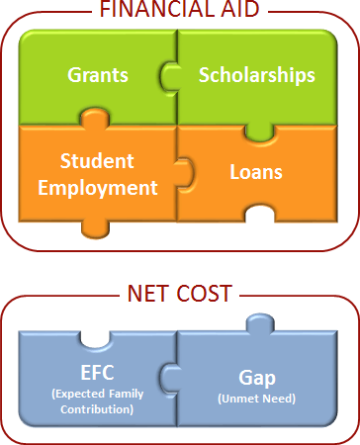 FINANCIAL AID
Grants
Scholarships
Student
Employment
Loans
NET COST
EFC
(Expected Family
Contribution)
Gap
(Unmet Need)